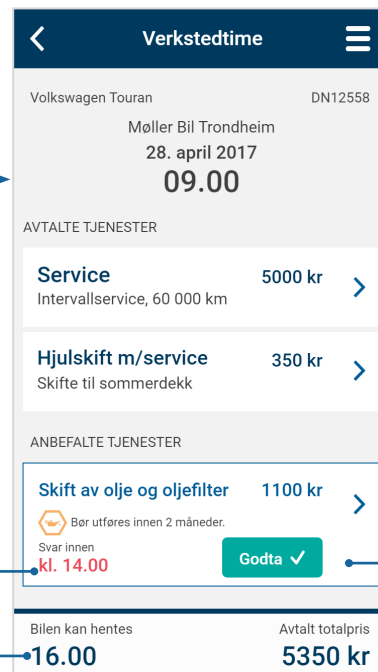 Verkstedtime
Volkswagen Touran DN12558
Møller Bil Trondheim
28. april 2017
09.00
AVTALTE TJENESTER
Service 5000 kr
Intervallservice, 60 000 km
Hjulskift m/service 350 kr
Skifte til sommerdekk
ANBEFALTE TJENESTER
Skift av olje og oljefilter 1100 kr
Bør utføres innen 2 måneder.
Svar innen
kl. 14.00
Godta
Bilen kan hentes Avtalt totalpris
16.00 5350 kr